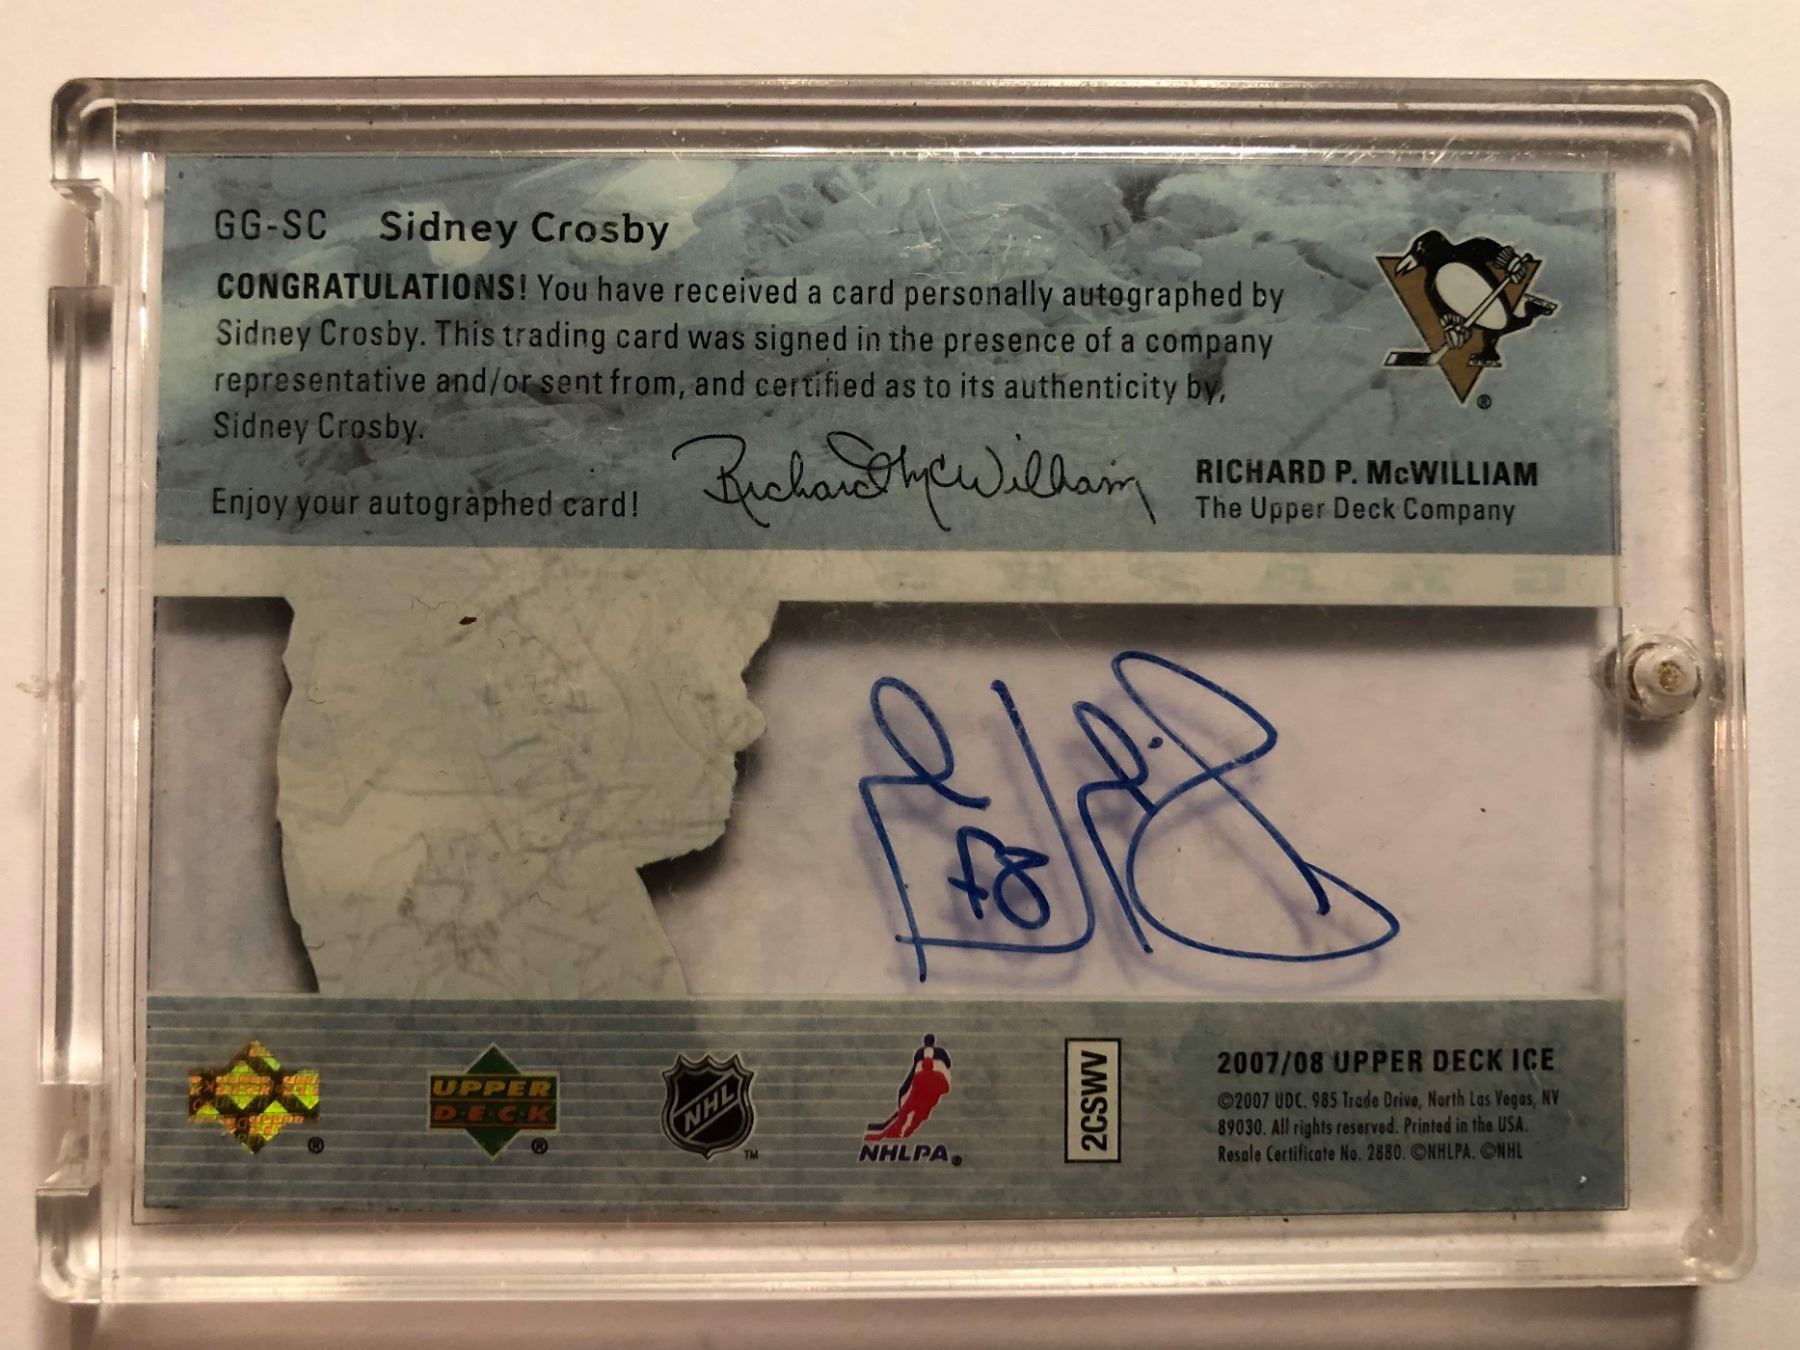 GG-SC Sidney Crosby
CONGRATULATIONS! You have received a card personally autographed by
Sidney Crosby. This trading card was signed in the presence of a company
representative and/or sent from, and certified as to its authenticity by,
Sidney Crosby.
Enjoy your autographed card!
Richard McWilliam
RICHARD P. McWILLIAM
The Upper Deck Company
UPPER
DECK
®
®
®
NHL
TM
NHLPA®
2CSWV
2007/08 UPPER DECK ICE
©2007 UDC. 985 Trade Drive, North Las Vegas, NV
89030. All rights reserved. Printed in the USA.
Resale Certificate No. 2880. ©NHLPA. ©NHL